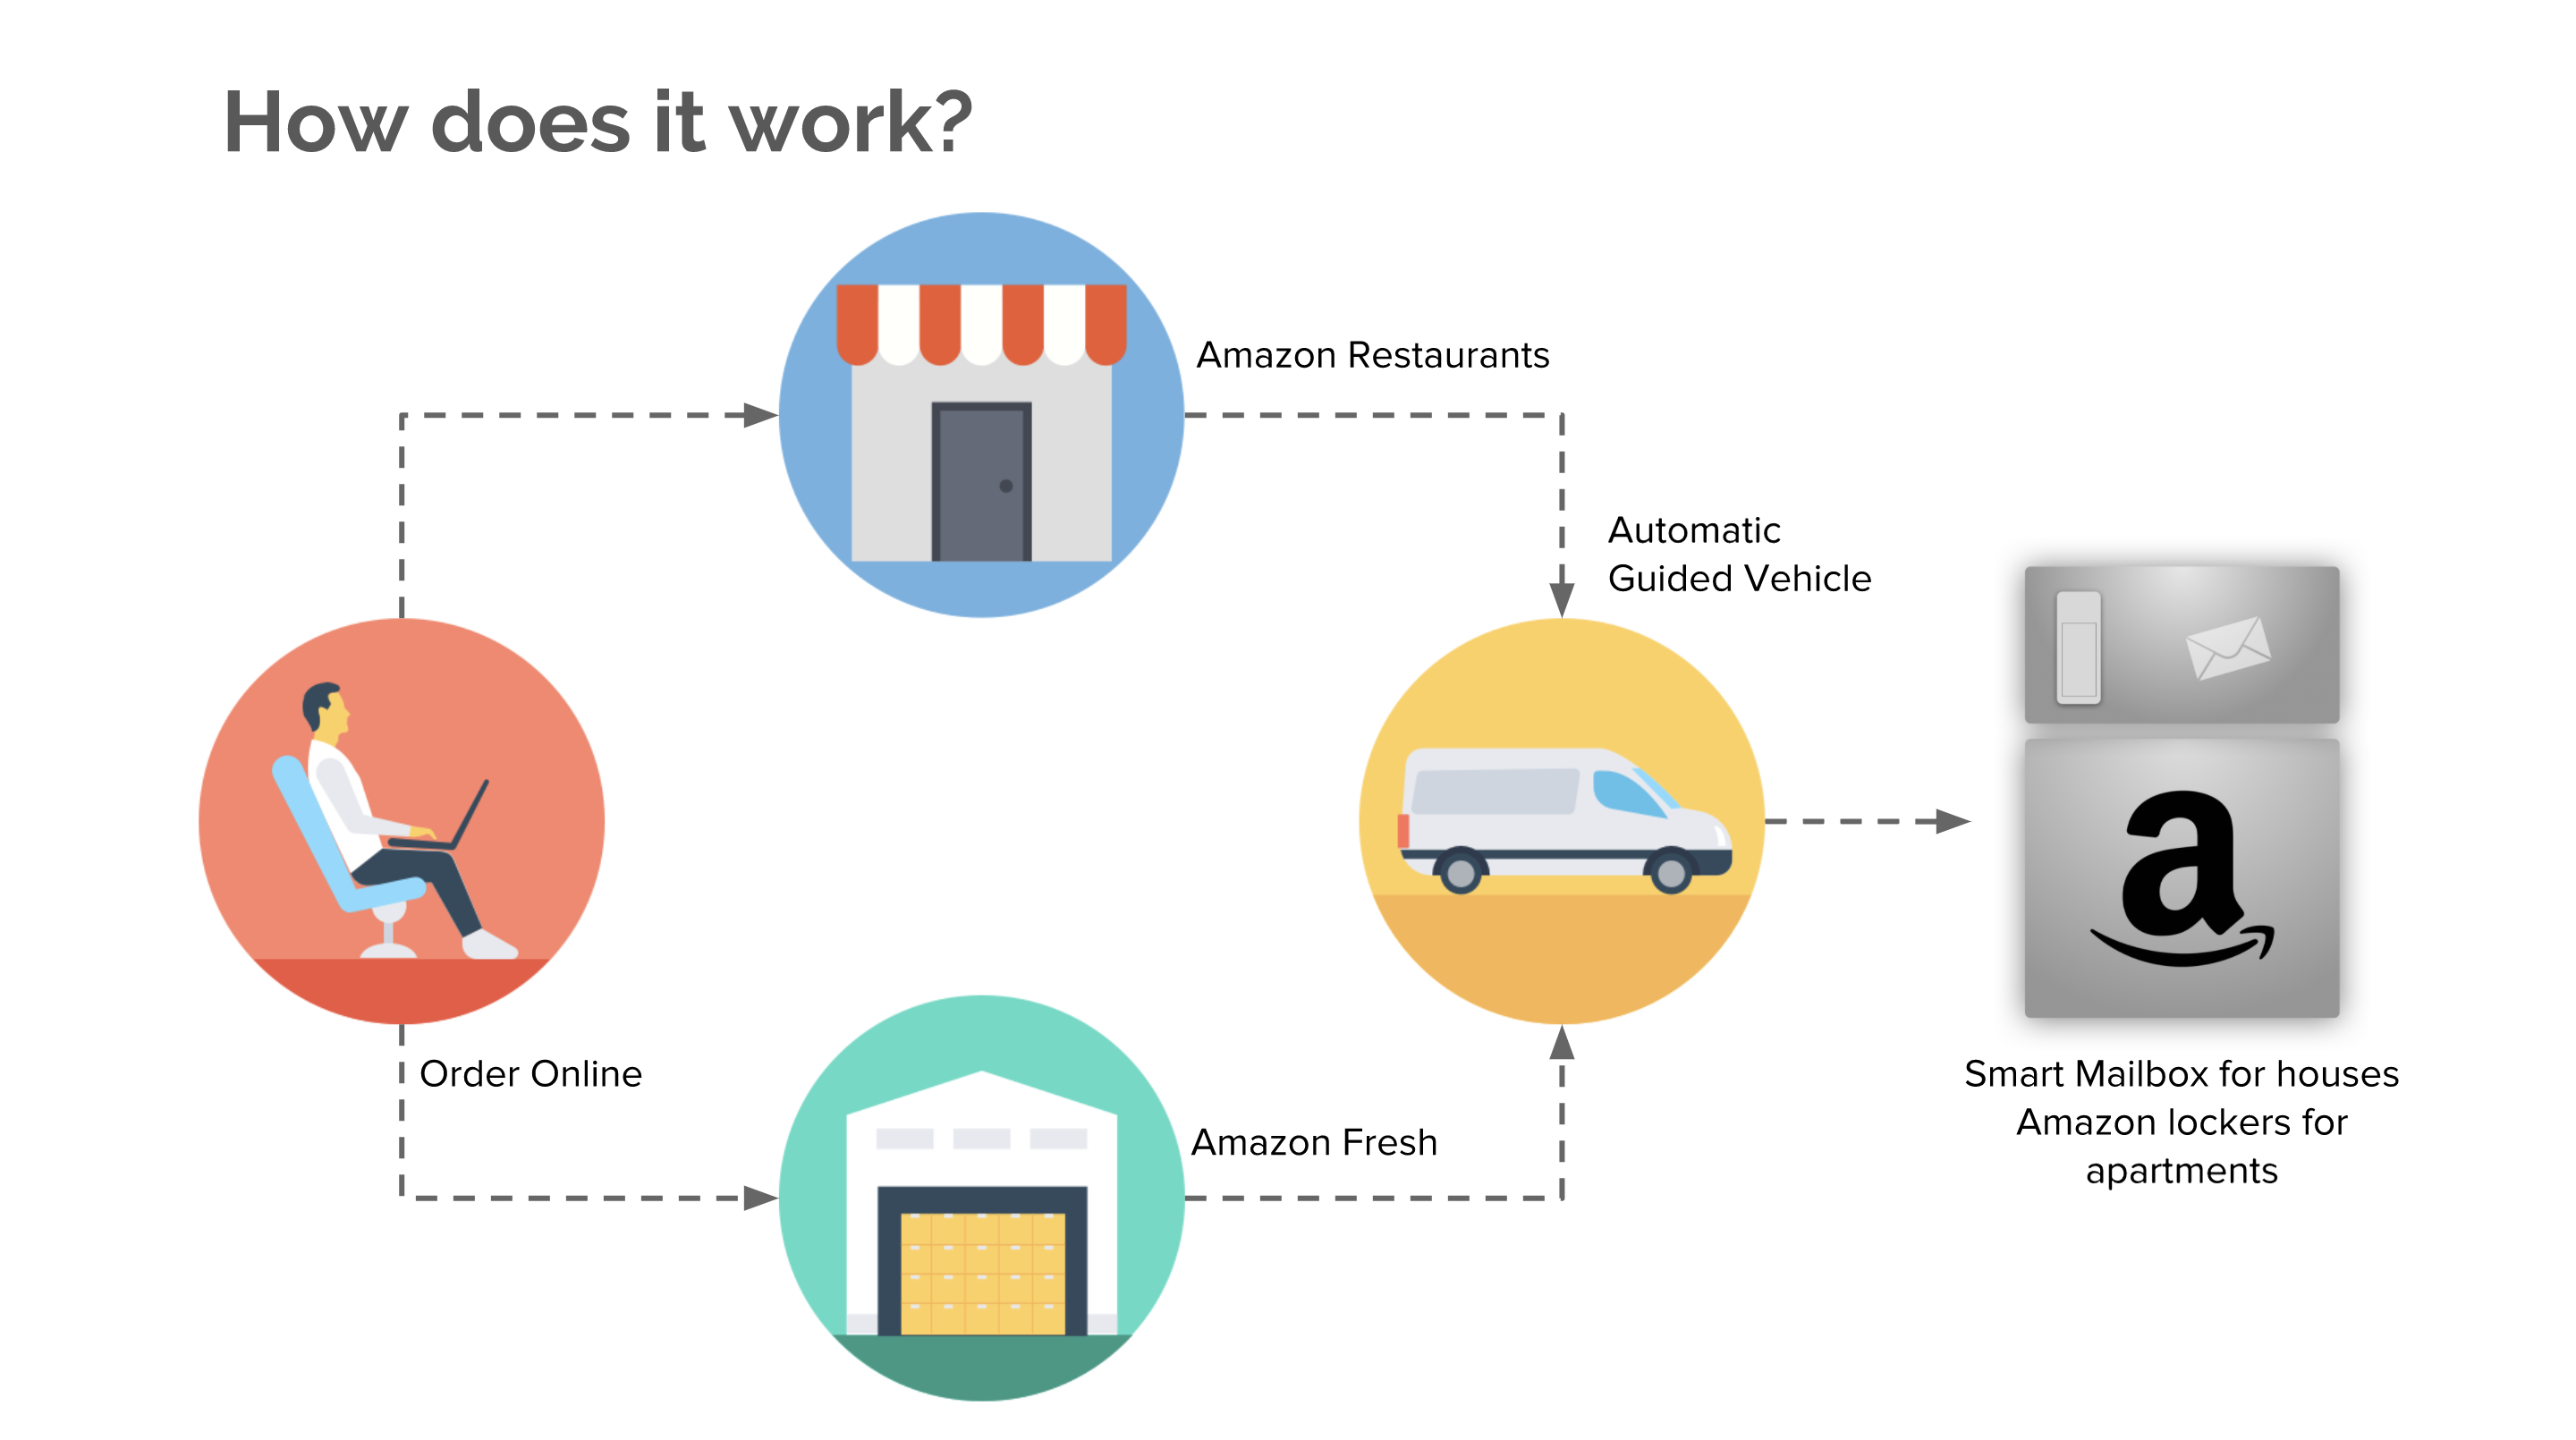 How does it work?
Amazon Restaurants
Automatic
Guided Vehicle
Order Online
Amazon Fresh
a
Smart Mailbox for houses
Amazon lockers for
apartments